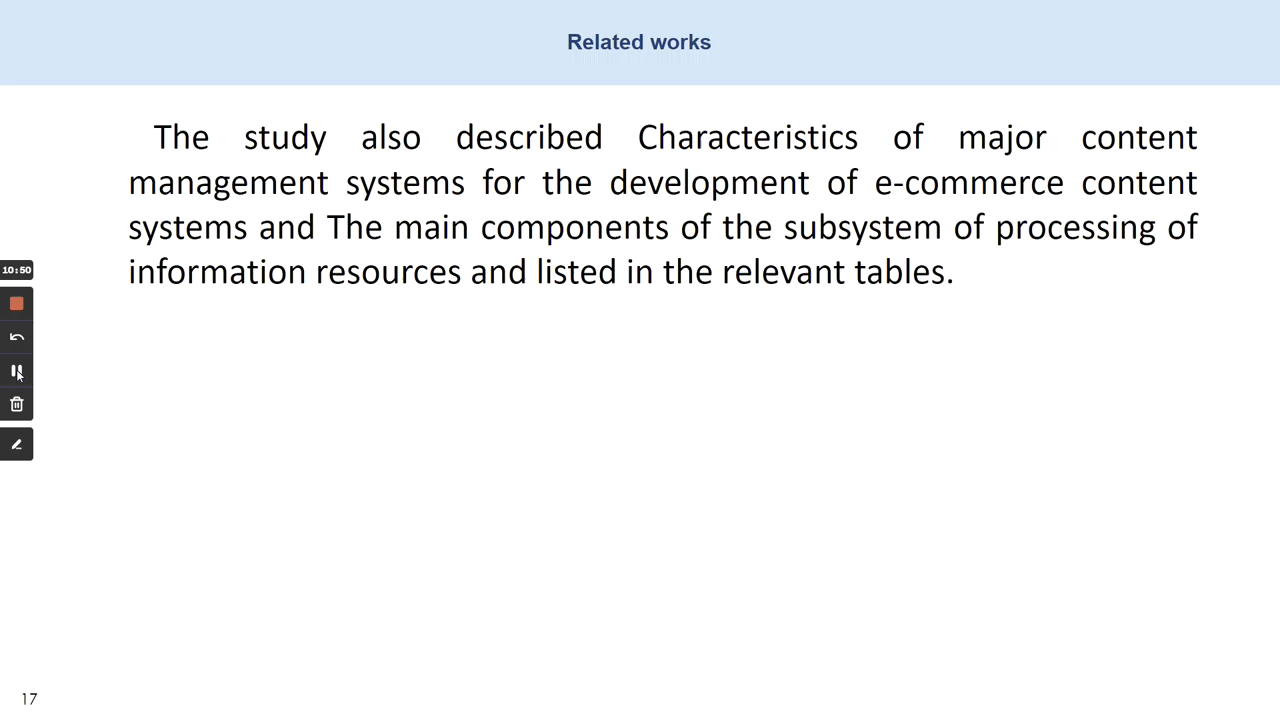 Related works
The study also described Characteristics of major content
management systems for the development of e-commerce content
systems and The main components of the subsystem of processing of
information resources and listed in the relevant tables.
10:50
17